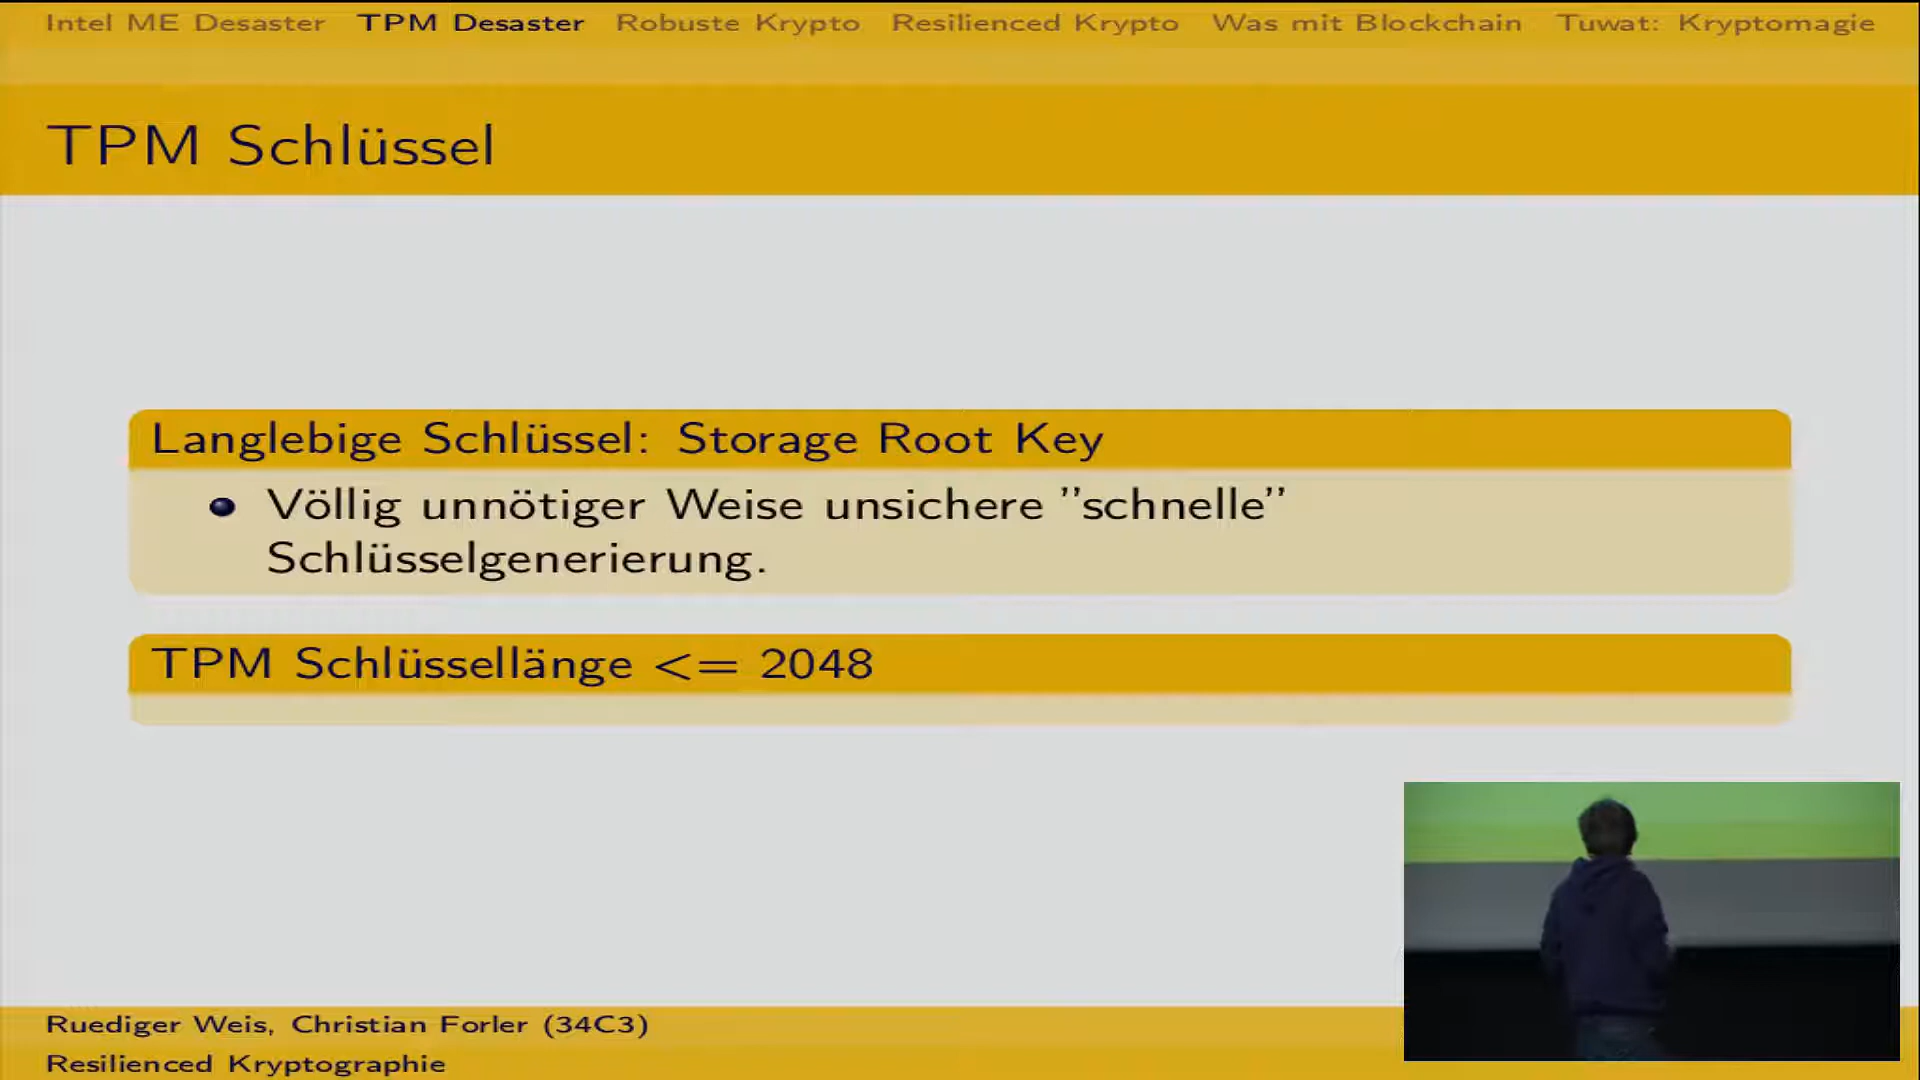 Intel ME Desaster TPM Desaster Robuste Krypto Resilienced Krypto Was mit Blockchain Tuwat: Kryptomagie
TPM Schlüssel
Langlebige Schlüssel: Storage Root Key
Völlig unnötiger Weise unsichere ”schnelle”
Schlüsselgenerierung.
TPM Schlüssellänge <= 2048
Ruediger Weis, Christian Forler (34C3)
Resilienced Kryptographie